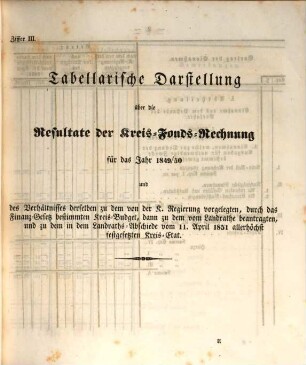 Ziffer III.
Tabellarische Darstellung
über die
Resultate der Kreis-Fonds-Rechnung
für das Jahr 1849/50
und
des Verhältnisses derselben zu dem von der K. Regierung vorgelegten, durch das
Finanz-Gesetz bestimmten Kreis-Budget, dann zu dem vom Landrathe beantragten,
und zu dem in dem Landraths-Abschiede vom 11. April 1851 allerhöchst
festgesetzten Kreis-Etat.